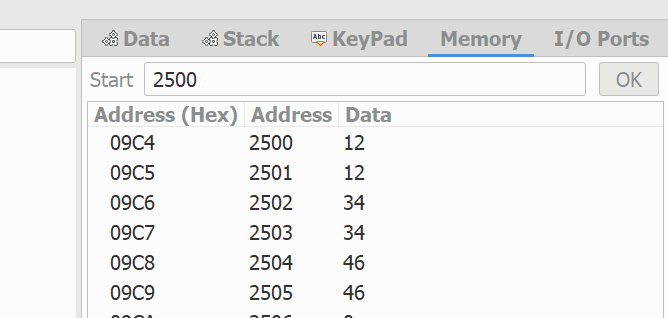 Data Stack KeyPad Memory I/O Ports
Start 2500 OK
Address (Hex) Address Data
09C4 2500 12
09C5 2501 12
09C6 2502 34
09C7 2503 34
09C8 2504 46
09C9 2505 46